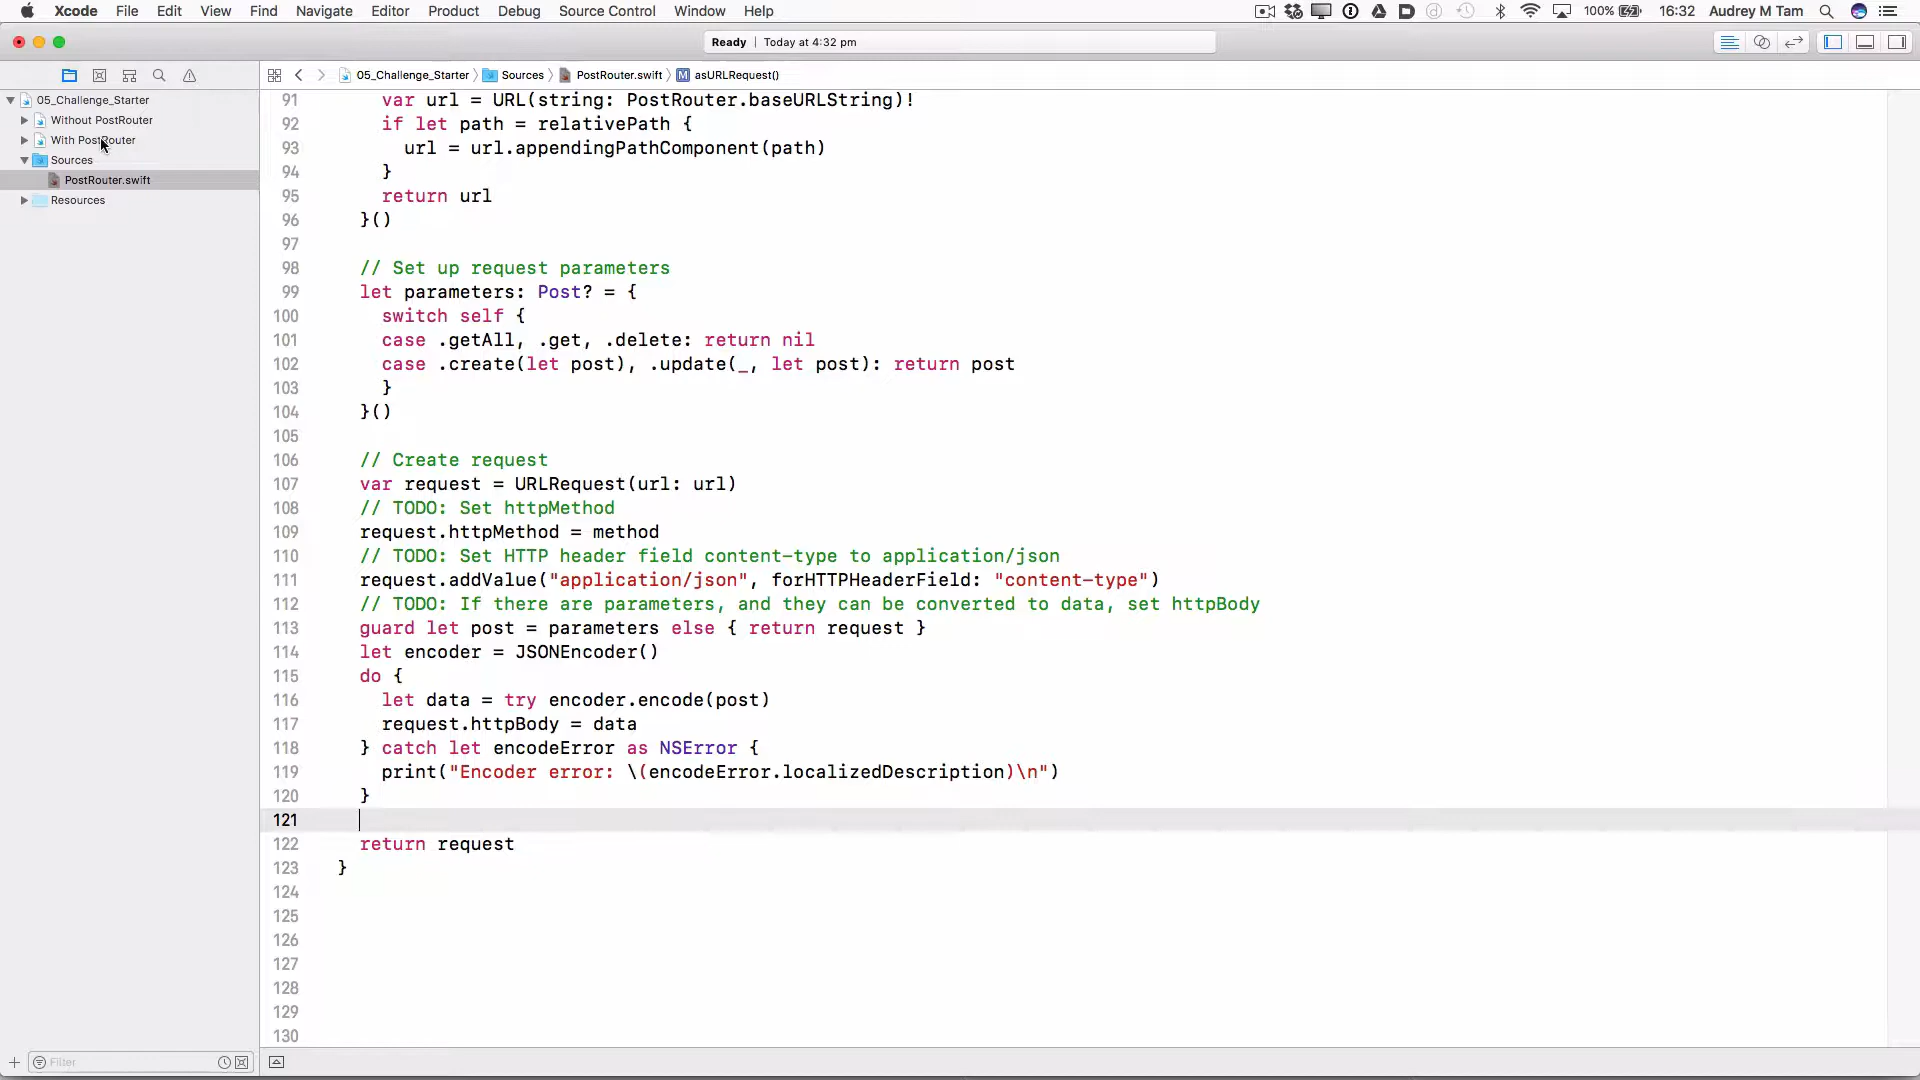 Xcode File Edit View Find Navigate Editor Product Debug Source Control Window Help 100% 16:32 Audrey M Tam
Ready | Today at 4:32 pm
05_Challenge_Starter Sources PostRouter.swift M asURLRequest()
05_Challenge_Starter
Without PostRouter
With PostRouter
Sources
PostRouter.swift
Resources
Filter
91 var url = URL(string: PostRouter.baseURLString)!
92 if let path = relativePath {
93 url = url.appendingPathComponent(path)
94 }
95 return url
96 }()
97
98 // Set up request parameters
99 let parameters: Post? = {
100 switch self {
101 case .getAll, .get, .delete: return nil
102 case .create(let post), .update(_, let post): return post
103 }
104 }()
105
106 // Create request
107 var request = URLRequest(url: url)
108 // TODO: Set httpMethod
109 request.httpMethod = method
110 // TODO: Set HTTP header field content-type to application/json
111 request.addValue("application/json", forHTTPHeaderField: "content-type")
112 // TODO: If there are parameters, and they can be converted to data, set httpBody
113 guard let post = parameters else { return request }
114 let encoder = JSONEncoder()
115 do {
116 let data = try encoder.encode(post)
117 request.httpBody = data
118 } catch let encodeError as NSError {
119 print("Encoder error: \(encodeError.localizedDescription)\n")
120 }
121
122 return request
123 }
124
125
126
127
128
129
130